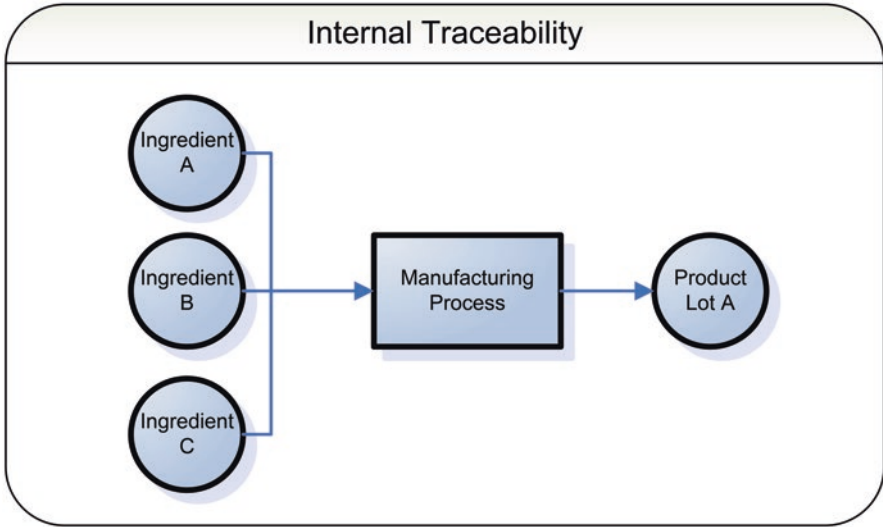 Internal Traceability
Ingredient
A
Ingredient
B
Ingredient
C
Manufacturing
Process
Product
Lot A